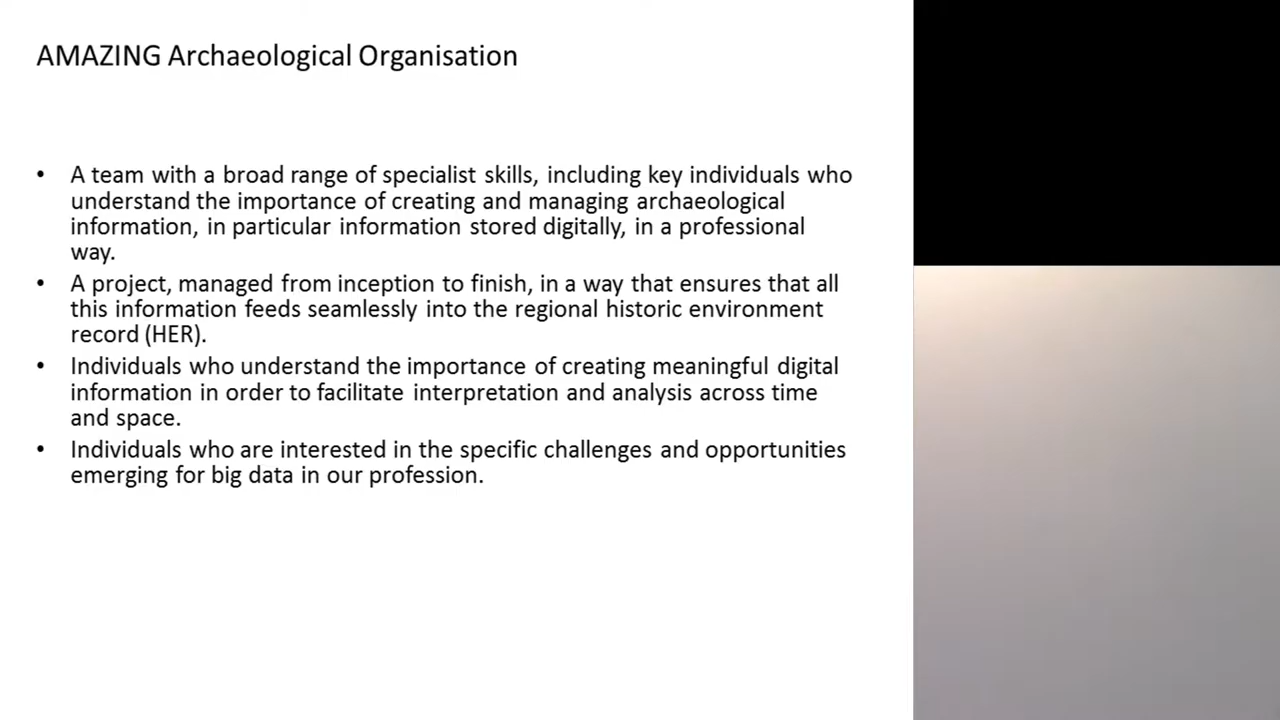 AMAZING Archaeological Organisation
• A team with a broad range of specialist skills, including key individuals who
understand the importance of creating and managing archaeological
information, in particular information stored digitally, in a professional
way.
• A project, managed from inception to finish, in a way that ensures that all
this information feeds seamlessly into the regional historic environment
record (HER).
• Individuals who understand the importance of creating meaningful digital
information in order to facilitate interpretation and analysis across time
and space.
• Individuals who are interested in the specific challenges and opportunities
emerging for big data in our profession.